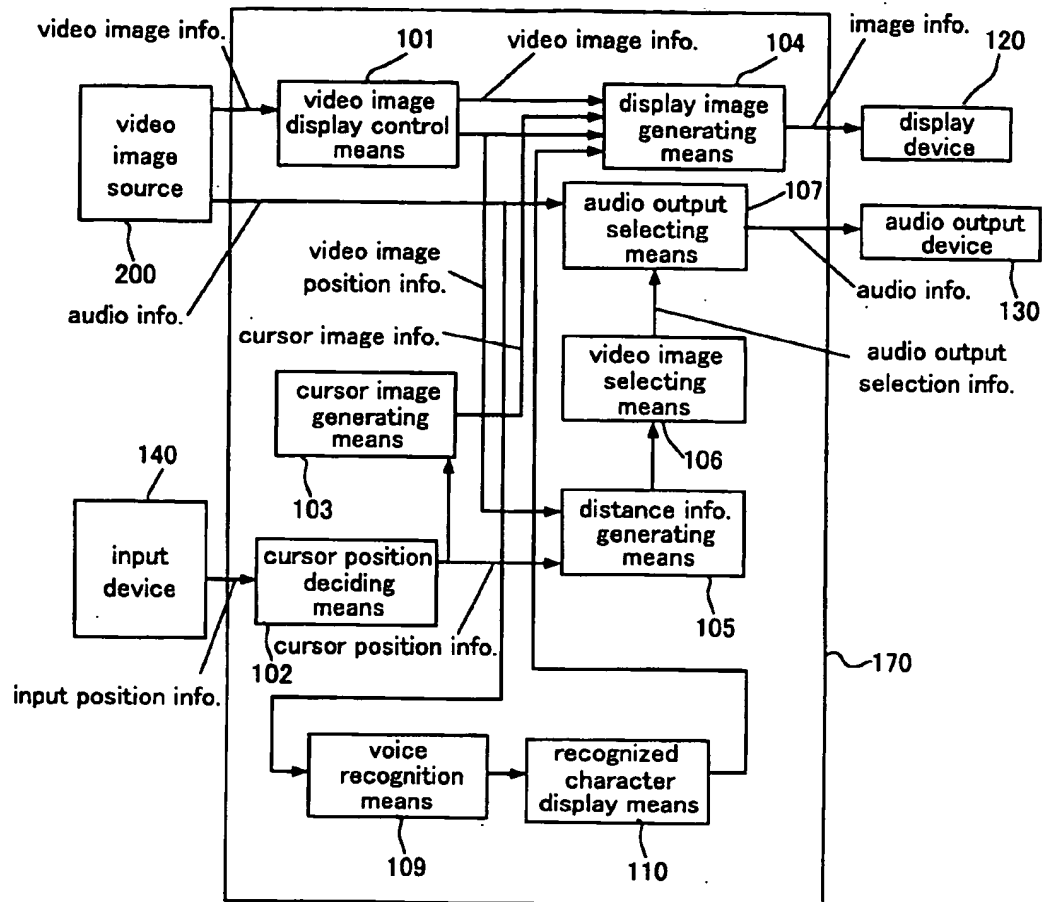 video image info.
101
video image info.
104
image info.
120
video
image
source
video image
display control
means
display image
generating
means
display
device
107
200
audio output
selecting
means
audio output
device
video image
position info.
130
audio info.
audio info.
cursor image info.
video image
selecting
means
audio output
selection info.
cursor image
generating
means
106
140
103
distance info.
generating
means
input
device
cursor position
deciding
means
105
cursor position info.
102
170
input position info.
voice
recognition
means
recognized
character
display means
109
110